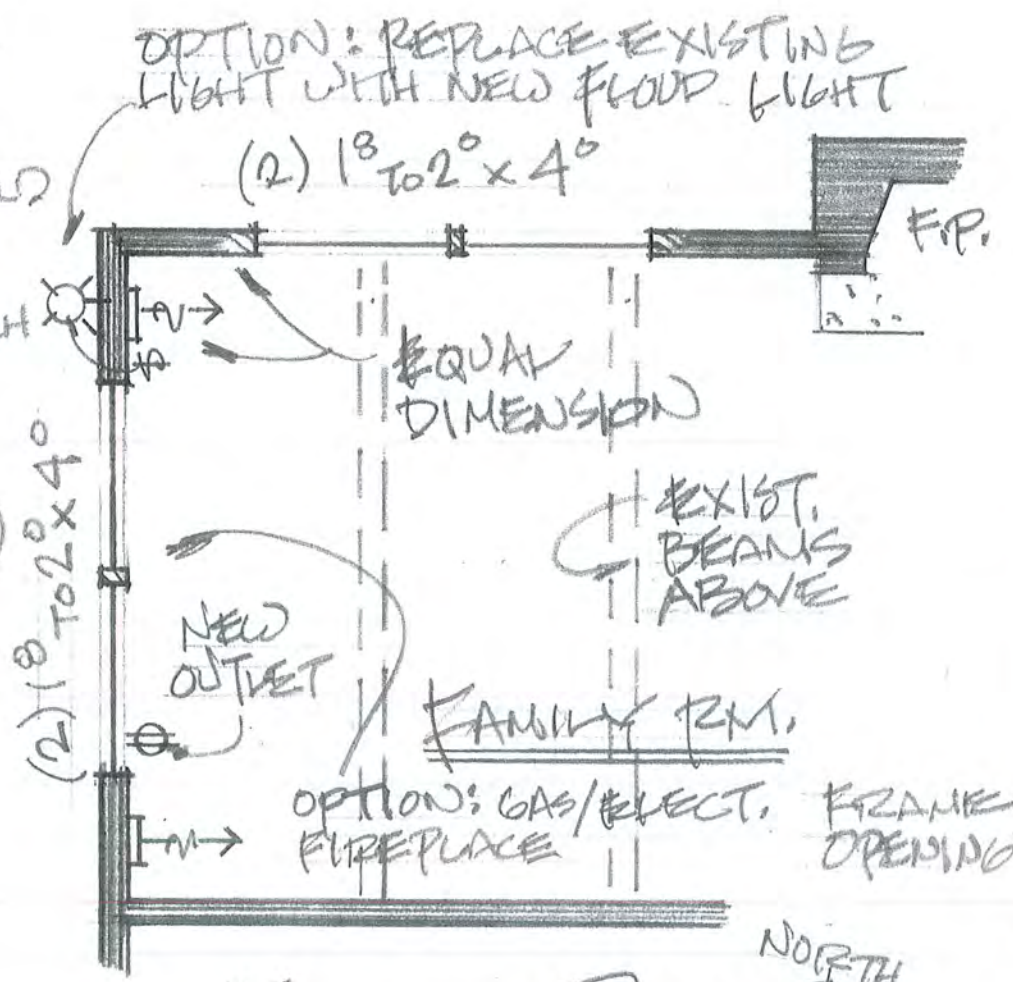 OPTION: REPLACE EXISTING
LIGHT WITH NEW FLOUD LIGHT
(2) 1⁸ TO 2⁰ x 4⁰
F.P.
EQUAL
DIMENSION
(2) 1⁸ TO 2⁰ x 4⁰
EXIST.
BEAMS
ABOVE
NEW
OUTLET
FAMILY RM.
OPTION: GAS/ELECT.
FIREPLACE
FRAME
OPENING
NORTH